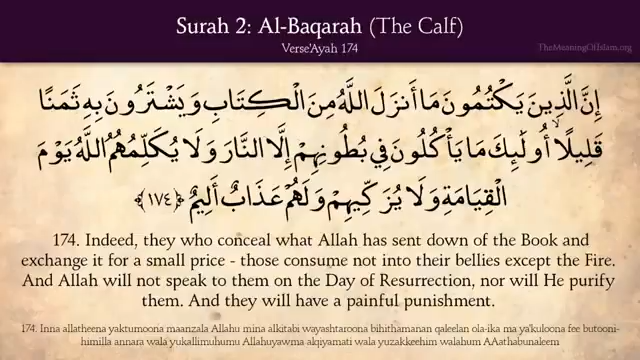 Surah 2: Al-Baqarah (The Calf)
Verse'Ayah 174
TheMeaningOfIslam.org
إِنَّ الَّذِينَ يَكْتُمُونَ مَا أَنزَلَ اللَّهُ مِنَ الْكِتَابِ وَيَشْتَرُونَ بِهِ ثَمَنًا
قَلِيلًا ۙ أُولَٰئِكَ مَا يَأْكُلُونَ فِي بُطُونِهِمْ إِلَّا النَّارَ وَلَا يُكَلِّمُهُمُ اللَّهُ يَوْمَ
الْقِيَامَةِ وَلَا يُزَكِّيهِمْ وَلَهُمْ عَذَابٌ أَلِيمٌ ﴿١٧٤﴾
174. Indeed, they who conceal what Allah has sent down of the Book and
exchange it for a small price - those consume not into their bellies except the Fire.
And Allah will not speak to them on the Day of Resurrection, nor will He purify
them. And they will have a painful punishment.
174. Inna allatheena yaktumoona maanzala Allahu mina alkitabi wayashtaroona bihithamanan qaleelan ola-ika ma ya'kuloona fee butooni-
himilla annara wala yukallimuhumu Allahuyawma alqiyamati wala yuzakkeehim walahum AAathabunaleem